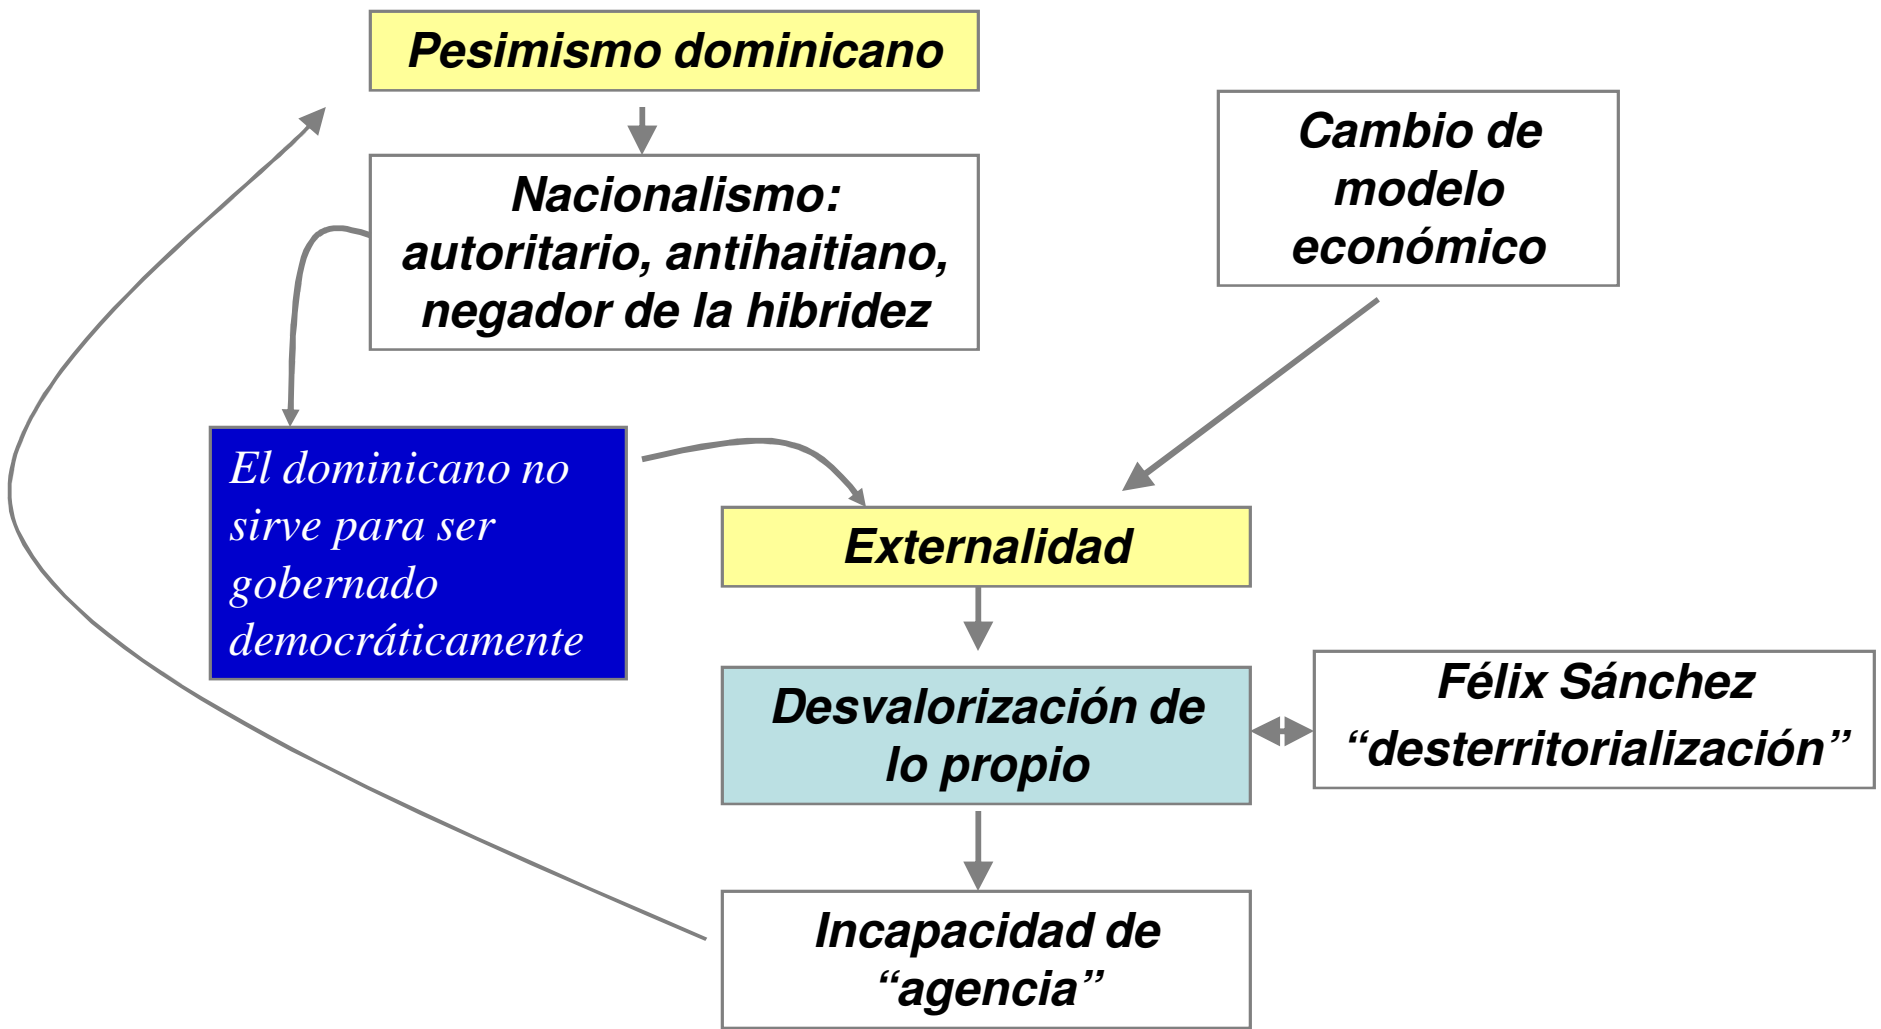 Pesimismo dominicano
Nacionalismo:
autoritario, antihaitiano,
negador de la hibridez
Cambio de
modelo
económico
El dominicano no
sirve para ser
gobernado
democráticamente
Externalidad
Desvalorización de
lo propio
Félix Sánchez
“desterritorialización”
Incapacidad de
“agencia”